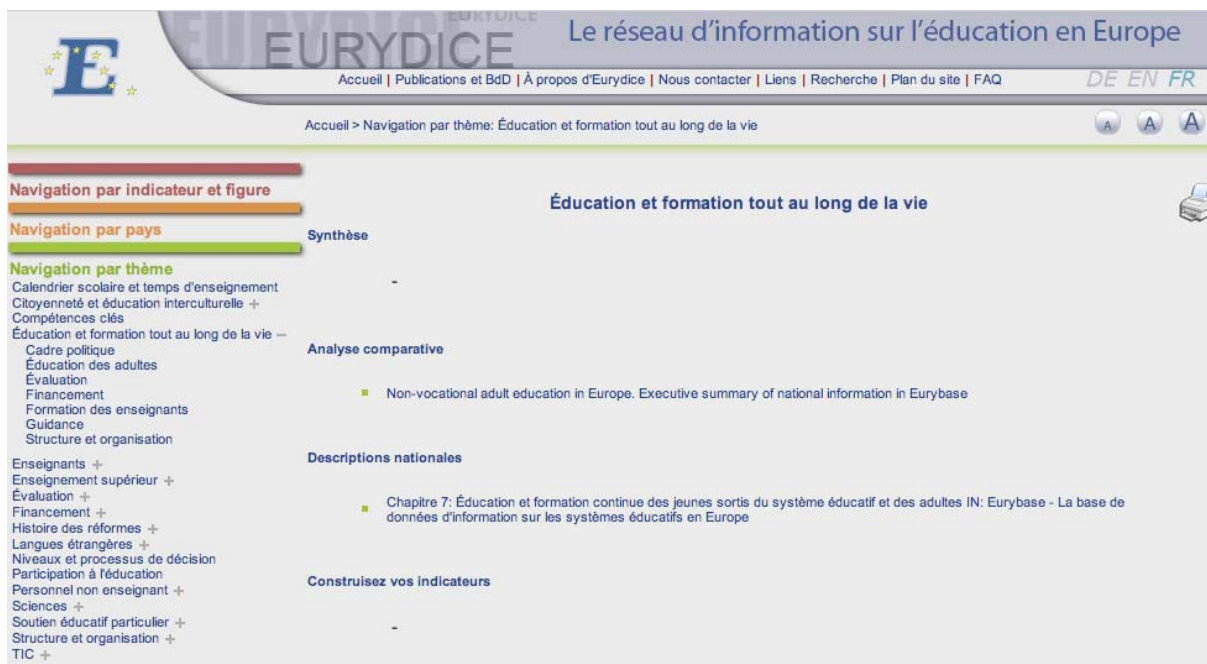 EURYDICE
EURYDICE
Le réseau d'information sur l'éducation en Europe
Accueil | Publications et BdD | À propos d'Eurydice | Nous contacter | Liens | Recherche | Plan du site | FAQ
DE EN FR
Accueil > Navigation par thème: Éducation et formation tout au long de la vie
A A A
E
Navigation par indicateur et figure
Navigation par pays
Navigation par thème
Calendrier scolaire et temps d'enseignement
Citoyenneté et éducation interculturelle +
Compétences clés
Éducation et formation tout au long de la vie –
Cadre politique
Éducation des adultes
Évaluation
Financement
Formation des enseignants
Guidance
Structure et organisation
Enseignants +
Enseignement supérieur +
Évaluation +
Financement +
Histoire des réformes +
Langues étrangères +
Niveaux et processus de décision
Participation à l'éducation
Personnel non enseignant +
Sciences +
Soutien éducatif particulier +
Structure et organisation +
TIC +
Éducation et formation tout au long de la vie
Synthèse
-
Analyse comparative
Non-vocational adult education in Europe. Executive summary of national information in Eurybase
Descriptions nationales
Chapitre 7: Éducation et formation continue des jeunes sortis du système éducatif et des adultes IN: Eurybase - La base de
données d'information sur les systèmes éducatifs en Europe
Construisez vos indicateurs
-